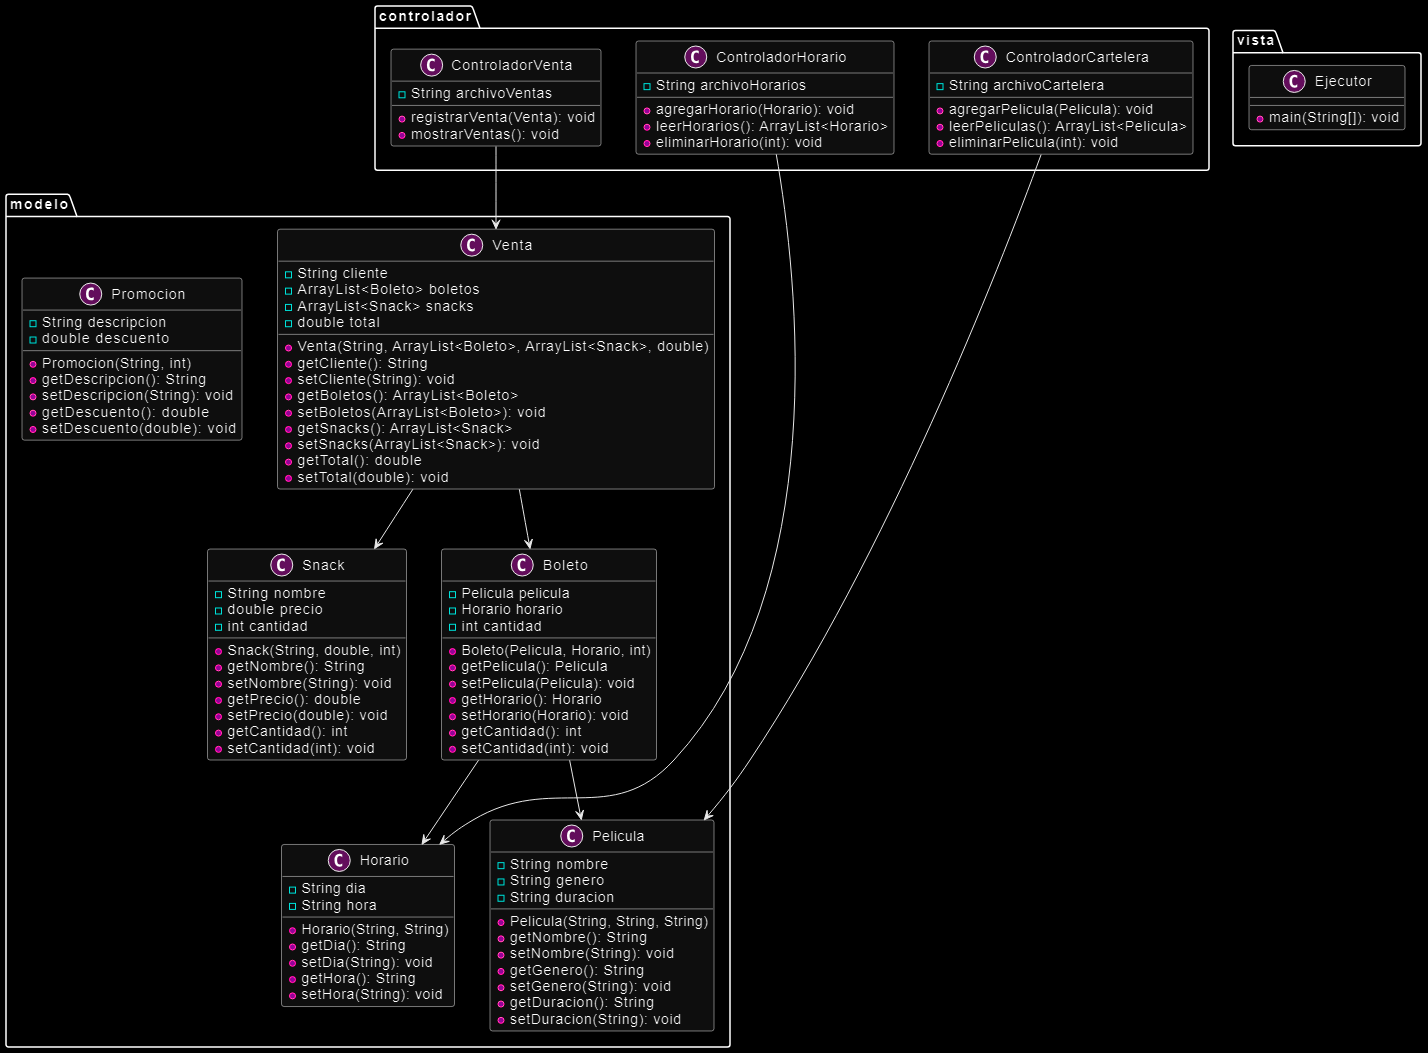 controlador
C ControladorVenta
String archivoVentas
registrarVenta(Venta): void
mostrarVentas(): void
C ControladorHorario
String archivoHorarios
agregarHorario(Horario): void
leerHorarios(): ArrayList<Horario>
eliminarHorario(int): void
C ControladorCartelera
String archivoCartelera
agregarPelicula(Pelicula): void
leerPeliculas(): ArrayList<Pelicula>
eliminarPelicula(int): void
vista
C Ejecutor
main(String[]): void
modelo
C Promocion
String descripcion
double descuento
Promocion(String, int)
getDescripcion(): String
setDescripcion(String): void
getDescuento(): double
setDescuento(double): void
C Venta
String cliente
ArrayList<Boleto> boletos
ArrayList<Snack> snacks
double total
Venta(String, ArrayList<Boleto>, ArrayList<Snack>, double)
getCliente(): String
setCliente(String): void
getBoletos(): ArrayList<Boleto>
setBoletos(ArrayList<Boleto>): void
getSnacks(): ArrayList<Snack>
setSnacks(ArrayList<Snack>): void
getTotal(): double
setTotal(double): void
C Snack
String nombre
double precio
int cantidad
Snack(String, double, int)
getNombre(): String
setNombre(String): void
getPrecio(): double
setPrecio(double): void
getCantidad(): int
setCantidad(int): void
C Boleto
Pelicula pelicula
Horario horario
int cantidad
Boleto(Pelicula, Horario, int)
getPelicula(): Pelicula
setPelicula(Pelicula): void
getHorario(): Horario
setHorario(Horario): void
getCantidad(): int
setCantidad(int): void
C Horario
String dia
String hora
Horario(String, String)
getDia(): String
setDia(String): void
getHora(): String
setHora(String): void
C Pelicula
String nombre
String genero
String duracion
Pelicula(String, String, String)
getNombre(): String
setNombre(String): void
getGenero(): String
setGenero(String): void
getDuracion(): String
setDuracion(String): void